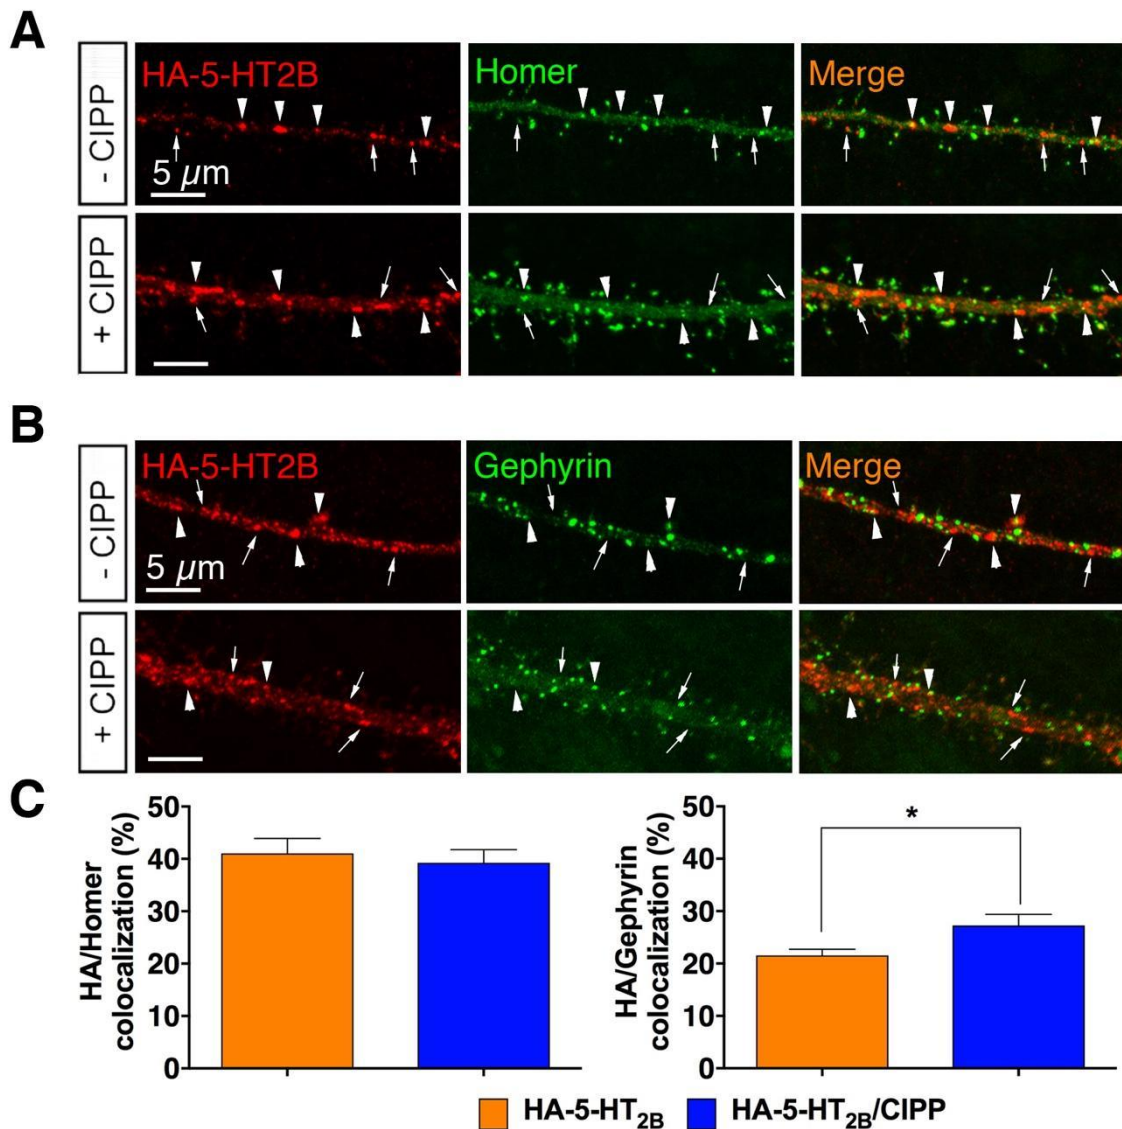 A
HA-5-HT2B Homer Merge
- CIPP
5 µm
+ CIPP
B
HA-5-HT2B Gephyrin Merge
- CIPP
5 µm
+ CIPP
C
HA/Homer
colocalization (%)
50
40
30
20
10
0
HA/Gephyrin
colocalization (%)
50
40
30
20
10
0
*
HA-5-HT2B HA-5-HT2B/CIPP